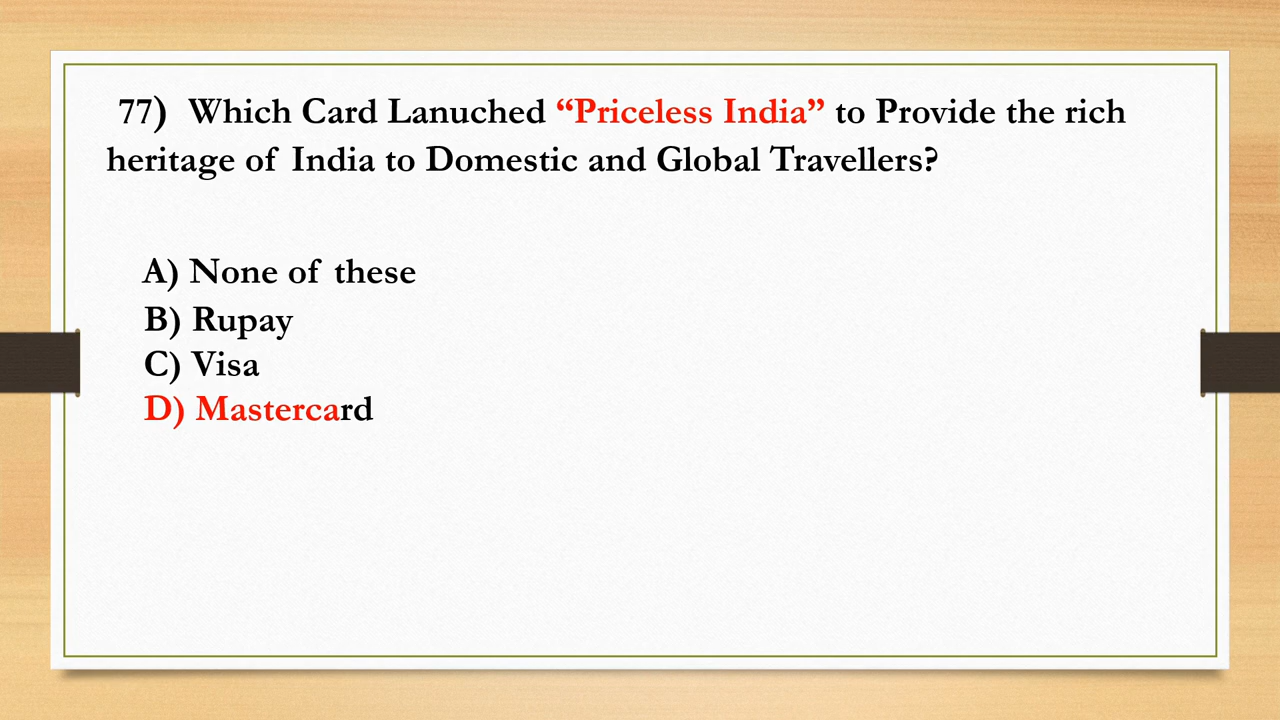 77) Which Card Lanuched “Priceless India” to Provide the rich
heritage of India to Domestic and Global Travellers?
A) None of these
B) Rupay
C) Visa
D) Mastercard